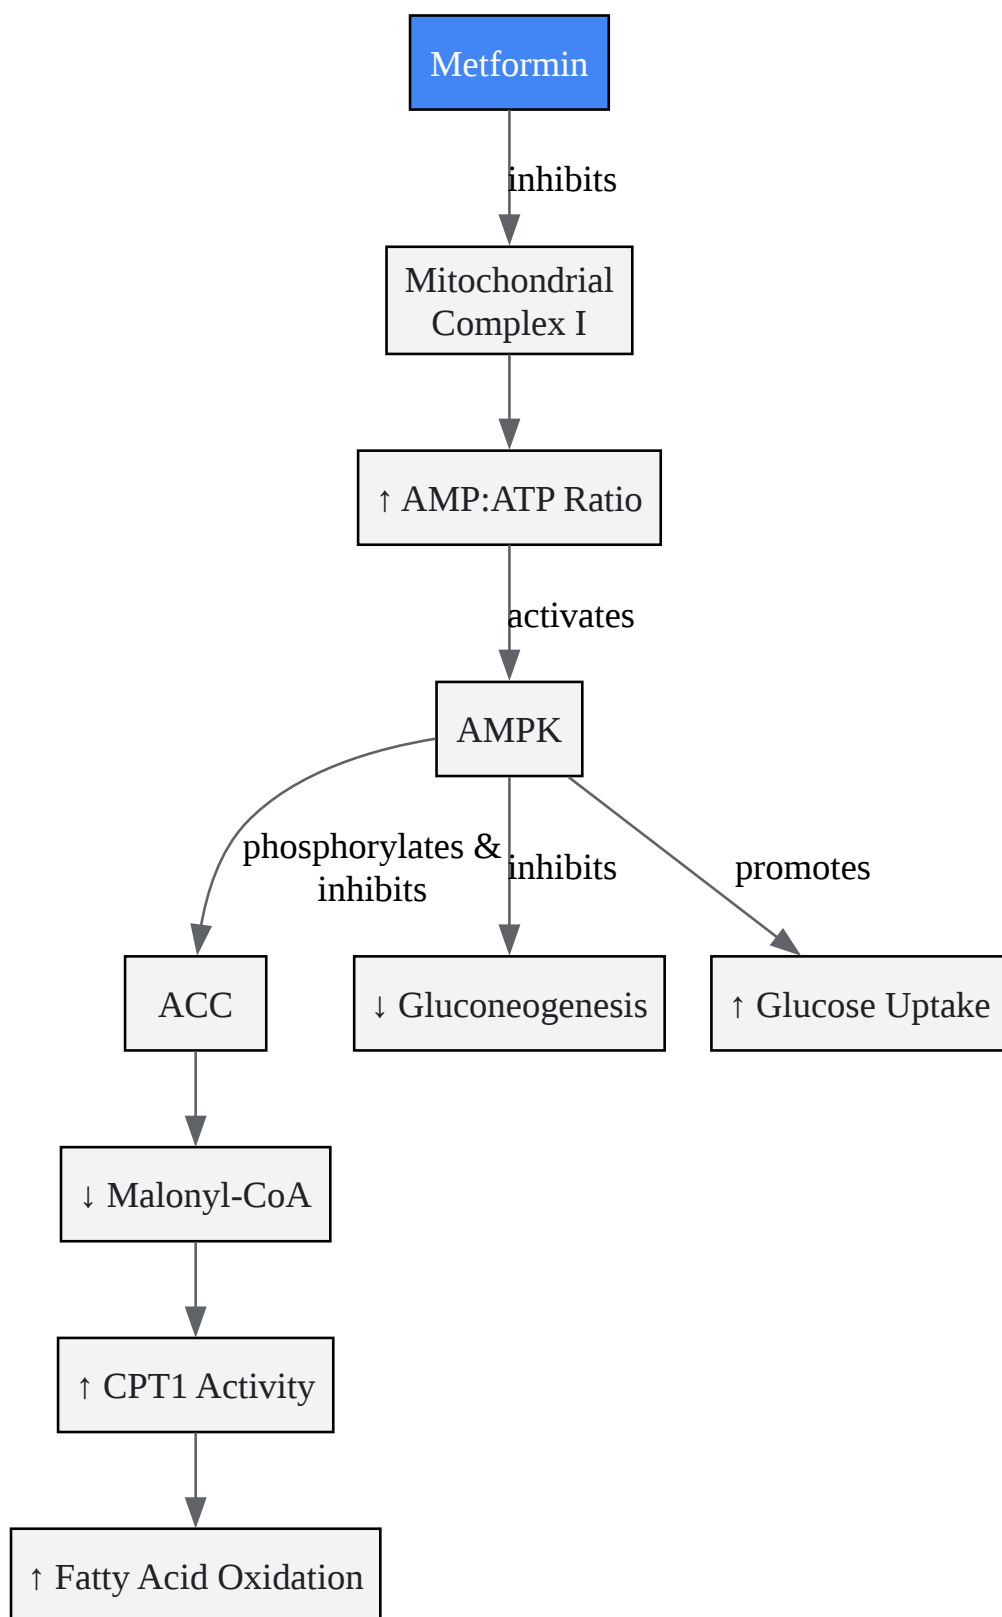 Metformin
inhibits
Mitochondrial
Complex I
↑ AMP:ATP Ratio
activates
AMPK
phosphorylates &
inhibits
inhibits
promotes
ACC
↓ Gluconeogenesis
↑ Glucose Uptake
↓ Malonyl-CoA
↑ CPT1 Activity
↑ Fatty Acid Oxidation